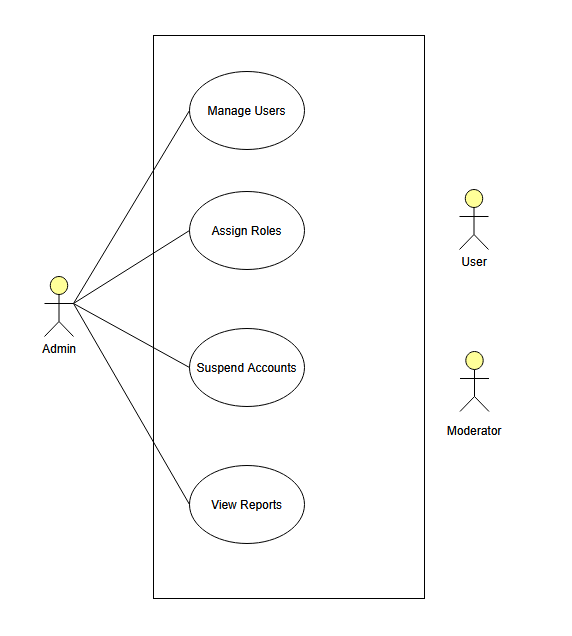 Manage Users
Assign Roles
User
Admin
Suspend Accounts
Moderator
View Reports